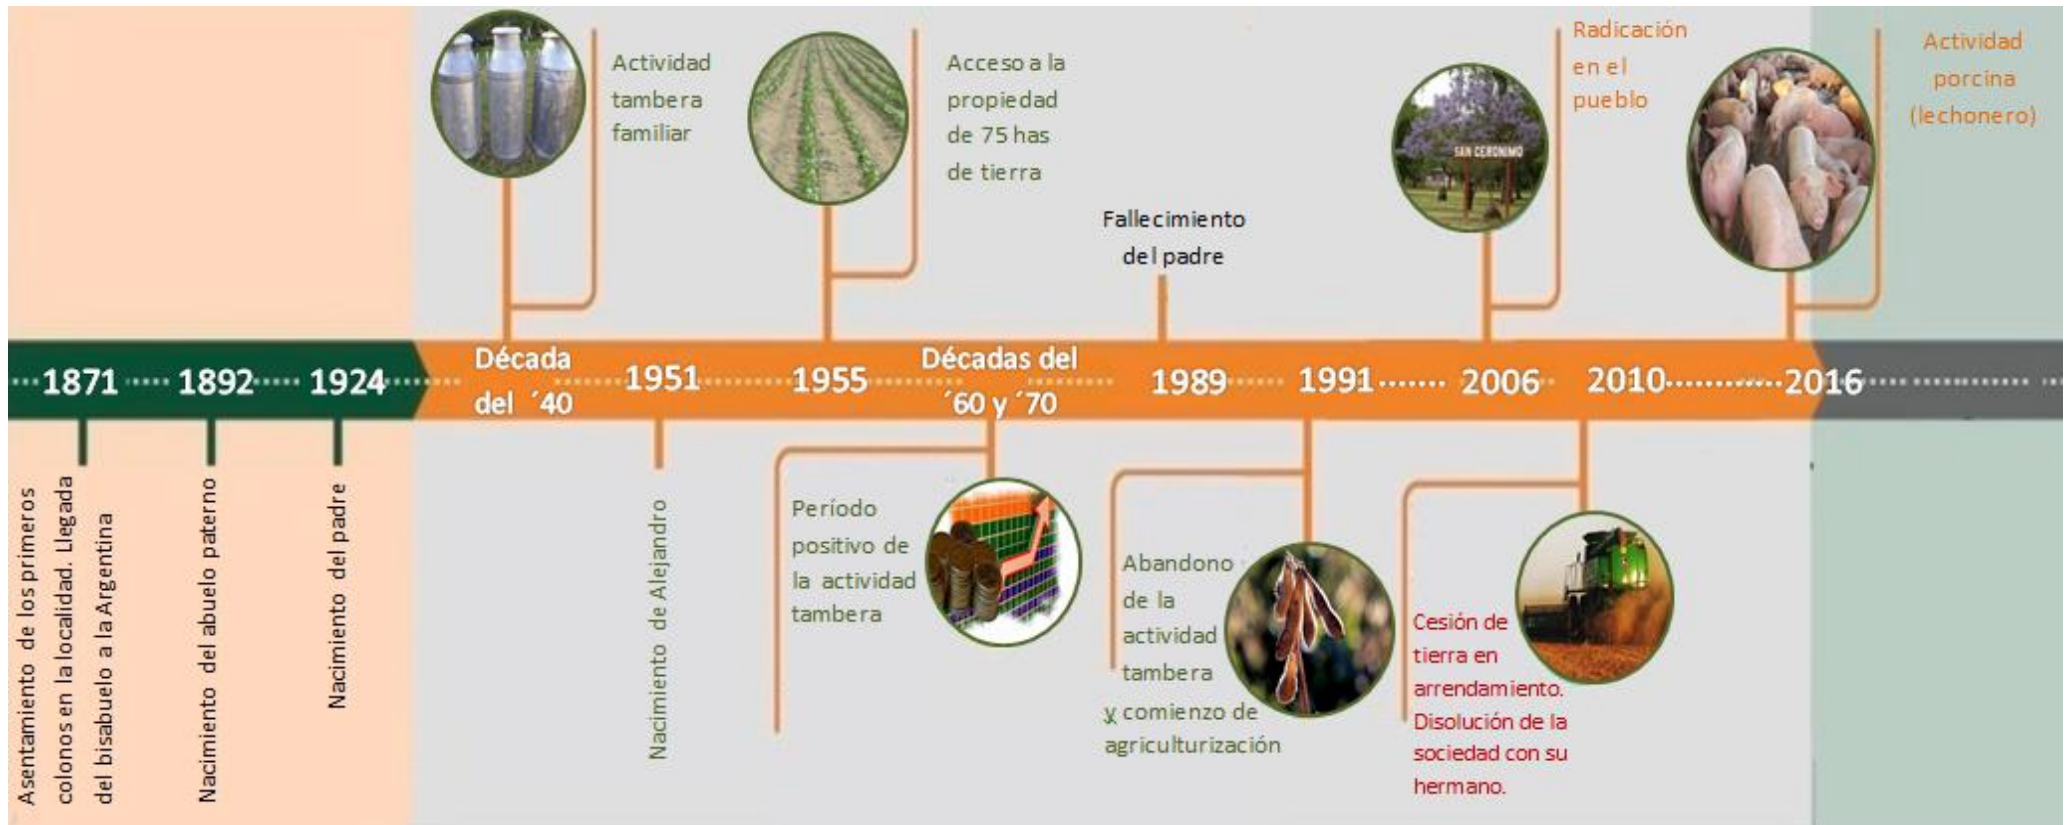 Actividad
tambera
familiar
Acceso a la
propiedad
de 75 has
de tierra
Fallecimiento
del padre
SAN GERONIMO
Radicación
en el
pueblo
Actividad
porcina
(lechonero)
1871
1892
1924
Década
del ´40
1951
1955
Décadas del
´60 y ´70
1989
1991
2006
2010
2016
Asentamiento de los primeros
colonos en la localidad. Llegada
del bisabuelo a la Argentina
Nacimiento del abuelo paterno
Nacimiento del padre
Nacimiento de Alejandro
Período
positivo de
la actividad
tambera
Abandono
de la
actividad
tambera
y comienzo de
agriculturización
Cesión de
tierra en
arrendamiento.
Disolución de la
sociedad con su
hermano.